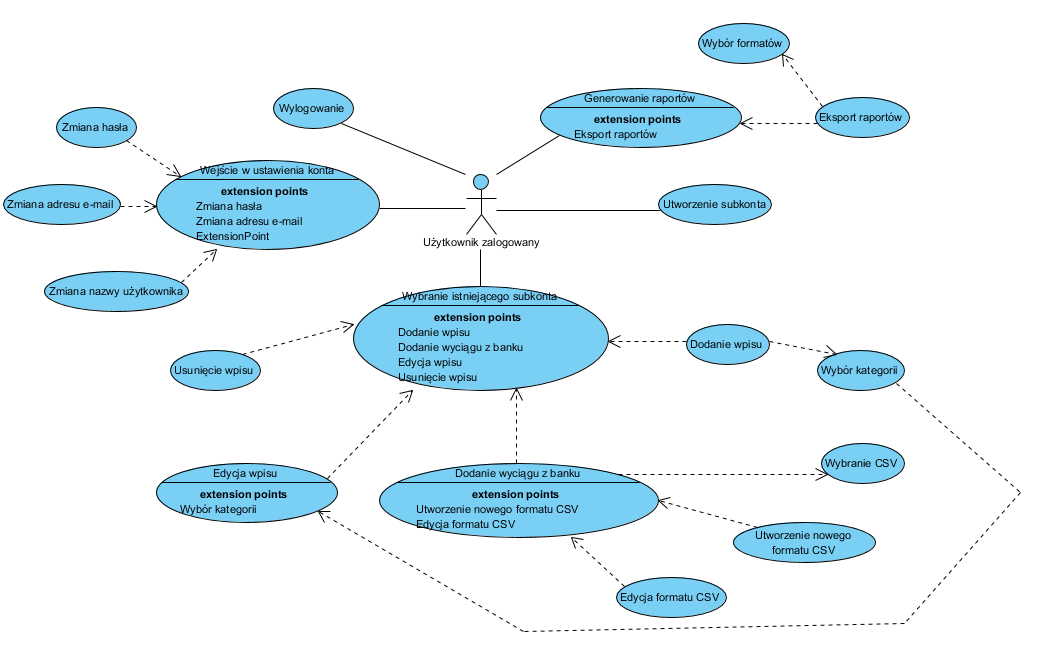 Wybór formatów
Generowanie raportów
extension points
Eksport raportów
Eksport raportów
Wylogowanie
Zmiana hasła
Wejście w ustawienia konta
extension points
Zmiana hasła
Zmiana adresu e-mail
ExtensionPoint
Zmiana adresu e-mail
Utworzenie subkonta
Użytkownik zalogowany
Zmiana nazwy użytkownika
Wybranie istniejącego subkonta
extension points
Dodanie wpisu
Dodanie wyciągu z banku
Edycja wpisu
Usunięcie wpisu
Dodanie wpisu
Usunięcie wpisu
Wybór kategorii
Edycja wpisu
extension points
Wybór kategorii
Dodanie wyciągu z banku
extension points
Utworzenie nowego formatu CSV
Edycja formatu CSV
Wybranie CSV
Utworzenie nowego
formatu CSV
Edycja formatu CSV